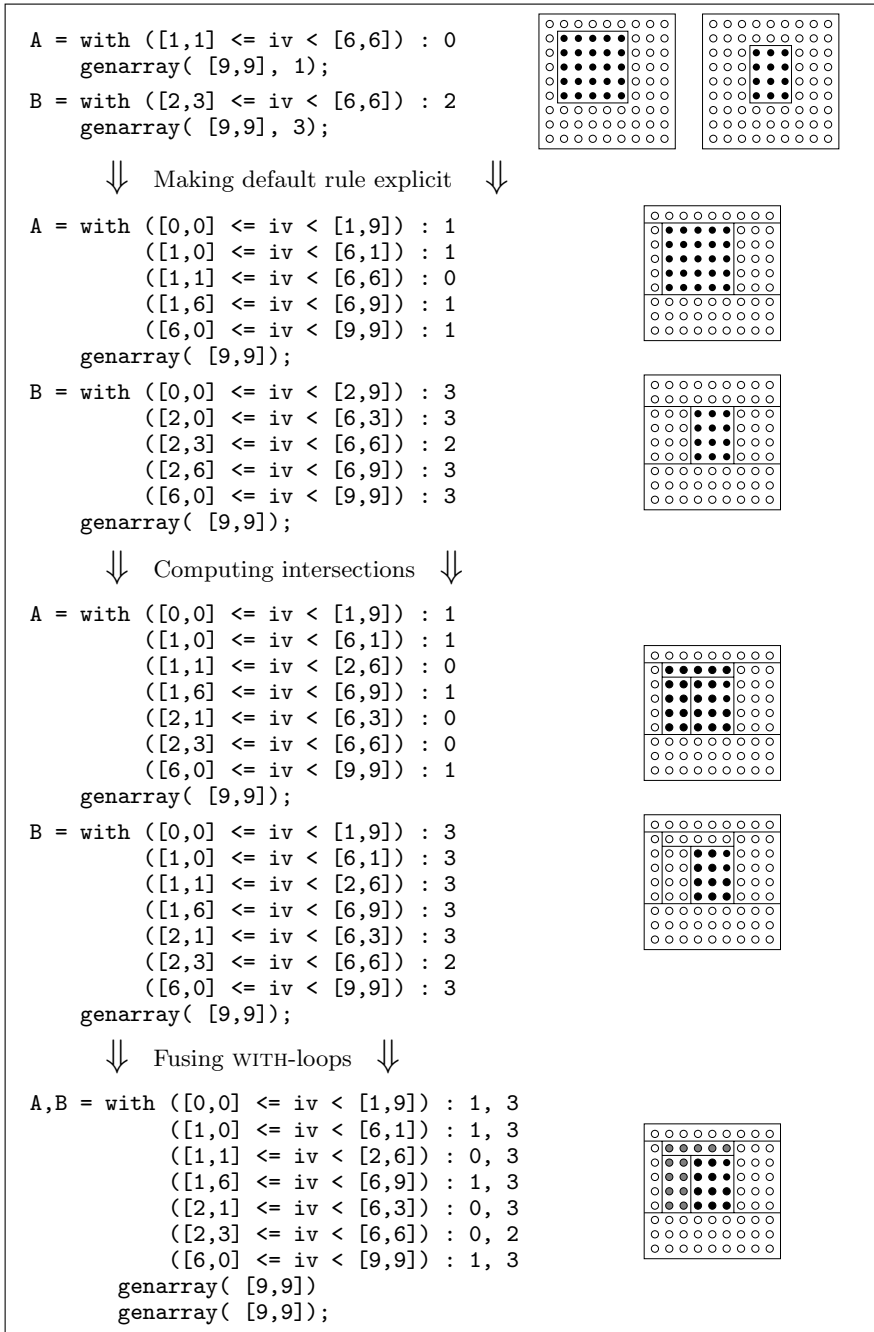 A = with ([1,1] <= iv < [6,6]) : 0
genarray( [9,9], 1);
B = with ([2,3] <= iv < [6,6]) : 2
genarray( [9,9], 3);
⇓ Making default rule explicit ⇓
A = with ([0,0] <= iv < [1,9]) : 1
([1,0] <= iv < [6,1]) : 1
([1,1] <= iv < [6,6]) : 0
([1,6] <= iv < [6,9]) : 1
([6,0] <= iv < [9,9]) : 1
genarray( [9,9]);
B = with ([0,0] <= iv < [2,9]) : 3
([2,0] <= iv < [6,3]) : 3
([2,3] <= iv < [6,6]) : 2
([2,6] <= iv < [6,9]) : 3
([6,0] <= iv < [9,9]) : 3
genarray( [9,9]);
⇓ Computing intersections ⇓
A = with ([0,0] <= iv < [1,9]) : 1
([1,0] <= iv < [6,1]) : 1
([1,1] <= iv < [2,6]) : 0
([1,6] <= iv < [6,9]) : 1
([2,1] <= iv < [6,3]) : 0
([2,3] <= iv < [6,6]) : 0
([6,0] <= iv < [9,9]) : 1
genarray( [9,9]);
B = with ([0,0] <= iv < [1,9]) : 3
([1,0] <= iv < [6,1]) : 3
([1,1] <= iv < [2,6]) : 3
([1,6] <= iv < [6,9]) : 3
([2,1] <= iv < [6,3]) : 3
([2,3] <= iv < [6,6]) : 2
([6,0] <= iv < [9,9]) : 3
genarray( [9,9]);
⇓ Fusing WITH-loops ⇓
A,B = with ([0,0] <= iv < [1,9]) : 1, 3
([1,0] <= iv < [6,1]) : 1, 3
([1,1] <= iv < [2,6]) : 0, 3
([1,6] <= iv < [6,9]) : 1, 3
([2,1] <= iv < [6,3]) : 0, 3
([2,3] <= iv < [6,6]) : 0, 2
([6,0] <= iv < [9,9]) : 1, 3
genarray( [9,9])
genarray( [9,9]);